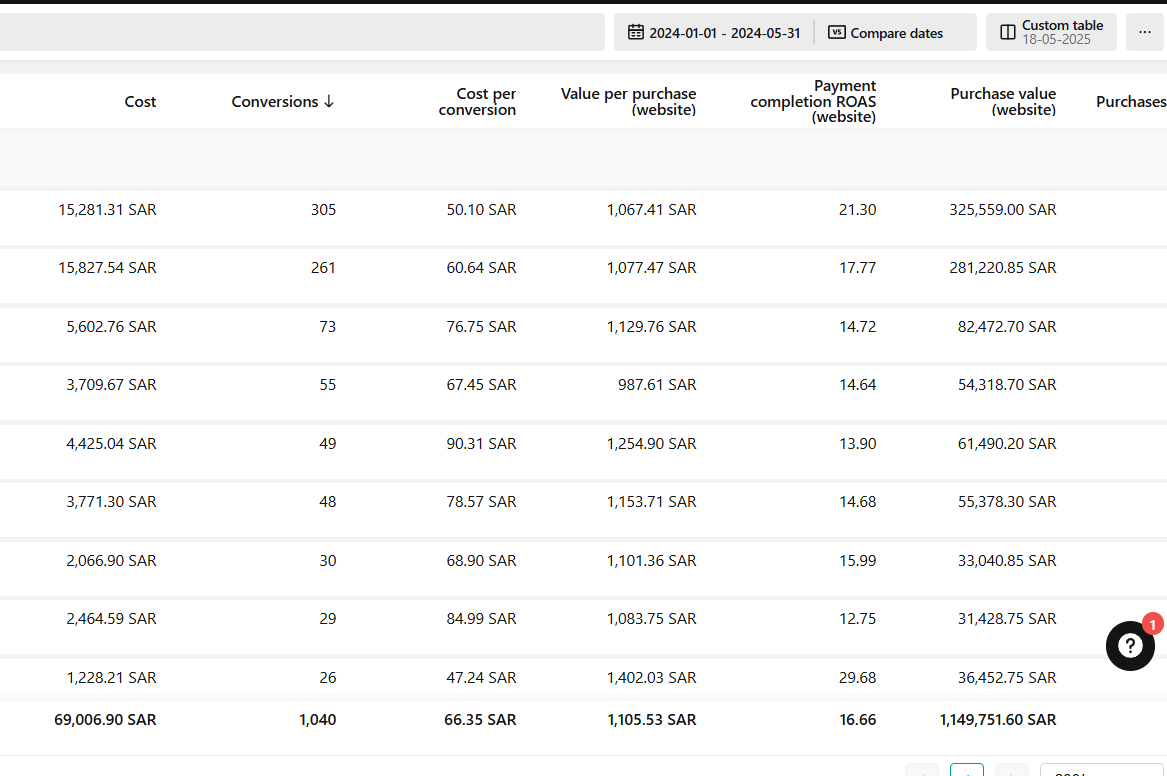 2024-01-01 - 2024-05-31
VS Compare dates
Custom table
18-05-2025
...
Cost
Conversions ↓
Cost per
conversion
Value per purchase
(website)
Payment
completion ROAS
(website)
Purchase value
(website)
Purchases
15,281.31 SAR 305 50.10 SAR 1,067.41 SAR 21.30 325,559.00 SAR
15,827.54 SAR 261 60.64 SAR 1,077.47 SAR 17.77 281,220.85 SAR
5,602.76 SAR 73 76.75 SAR 1,129.76 SAR 14.72 82,472.70 SAR
3,709.67 SAR 55 67.45 SAR 987.61 SAR 14.64 54,318.70 SAR
4,425.04 SAR 49 90.31 SAR 1,254.90 SAR 13.90 61,490.20 SAR
3,771.30 SAR 48 78.57 SAR 1,153.71 SAR 14.68 55,378.30 SAR
2,066.90 SAR 30 68.90 SAR 1,101.36 SAR 15.99 33,040.85 SAR
2,464.59 SAR 29 84.99 SAR 1,083.75 SAR 12.75 31,428.75 SAR
1
?
1,228.21 SAR 26 47.24 SAR 1,402.03 SAR 29.68 36,452.75 SAR
69,006.90 SAR 1,040 66.35 SAR 1,105.53 SAR 16.66 1,149,751.60 SAR